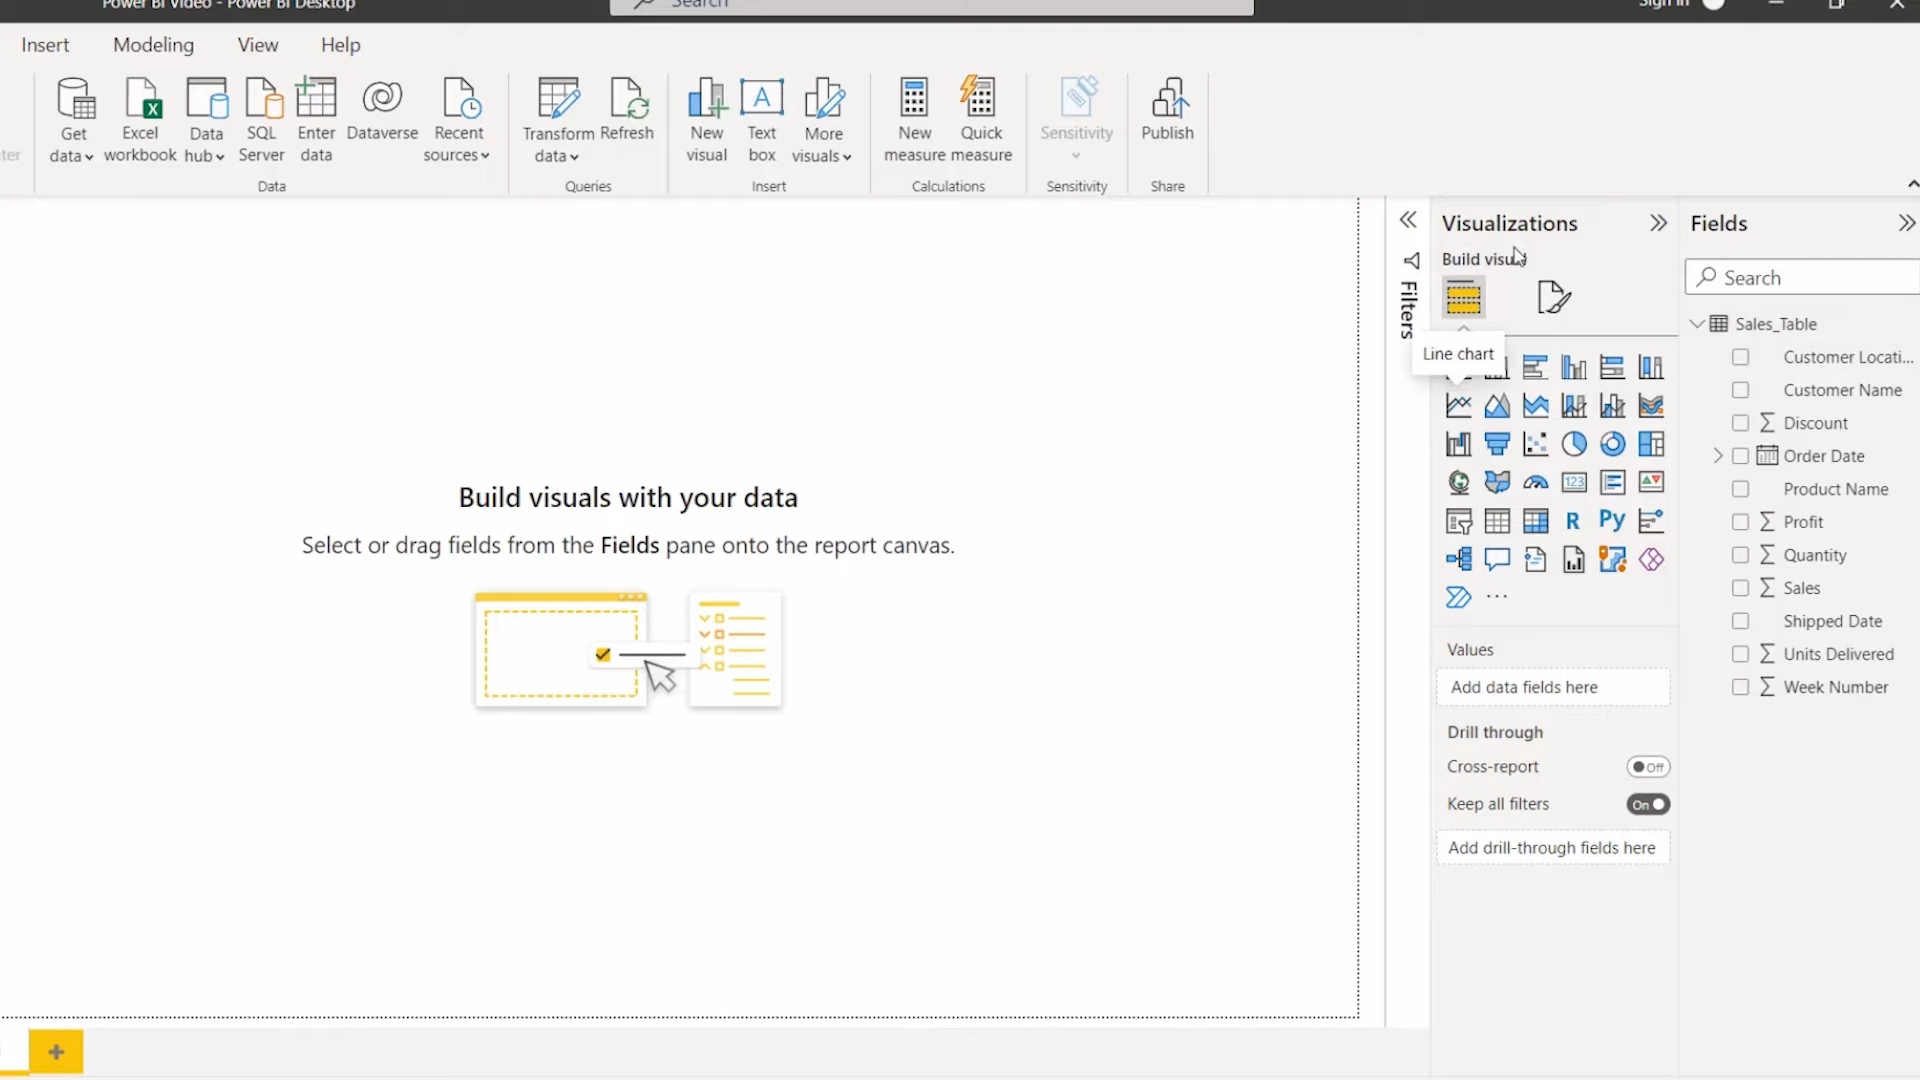 Power BI Video - Power BI Desktop
Search
Sign in
Insert
Modeling
View
Help
Get data
Excel workbook
Data hub
SQL Server
Enter data
Dataverse
Recent sources
Transform data
Refresh
New visual
Text box
More visuals
New measure
Quick measure
Sensitivity
Publish
Data
Queries
Insert
Calculations
Sensitivity
Share
Filters
Visualizations
Build visual
Line chart
123
R
Py
...
Values
Add data fields here
Drill through
Cross-report
Off
Keep all filters
On
Add drill-through fields here
Fields
Search
Sales_Table
Customer Locati...
Customer Name
Discount
Order Date
Product Name
Profit
Quantity
Sales
Shipped Date
Units Delivered
Week Number
Build visuals with your data
Select or drag fields from the Fields pane onto the report canvas.